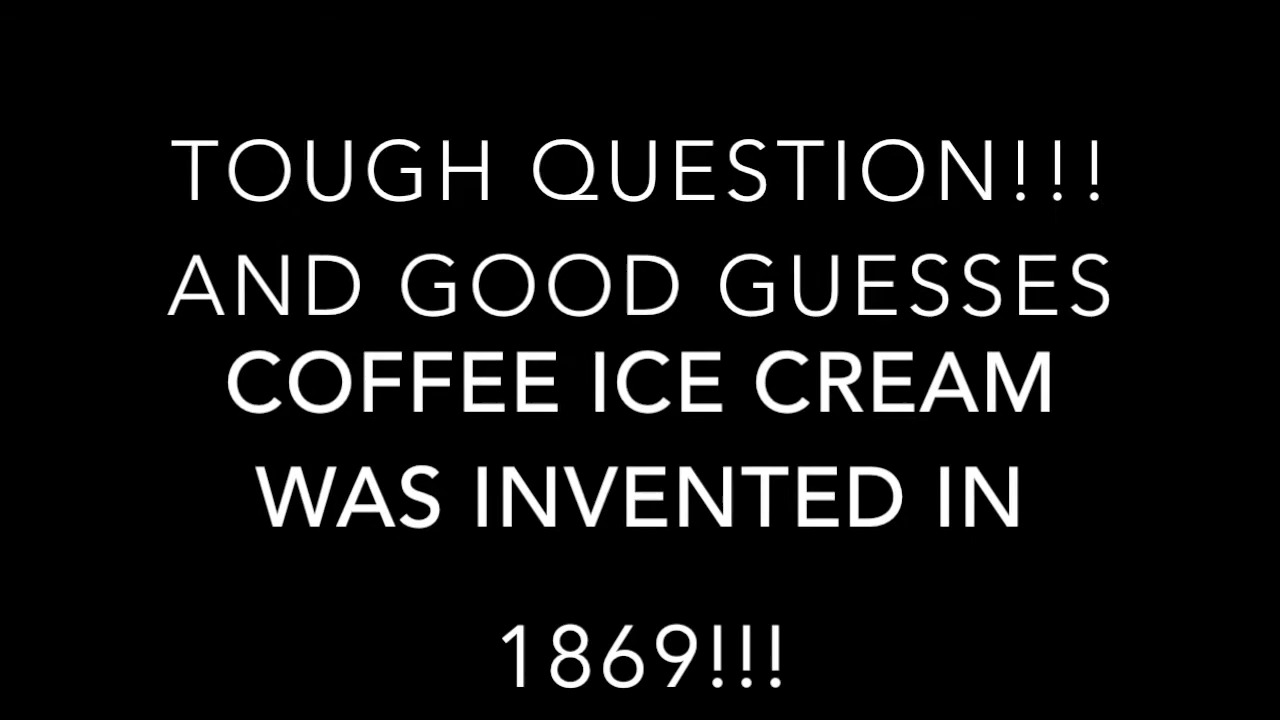 TOUGH QUESTION!!!
AND GOOD GUESSES
COFFEE ICE CREAM
WAS INVENTED IN
1869!!!